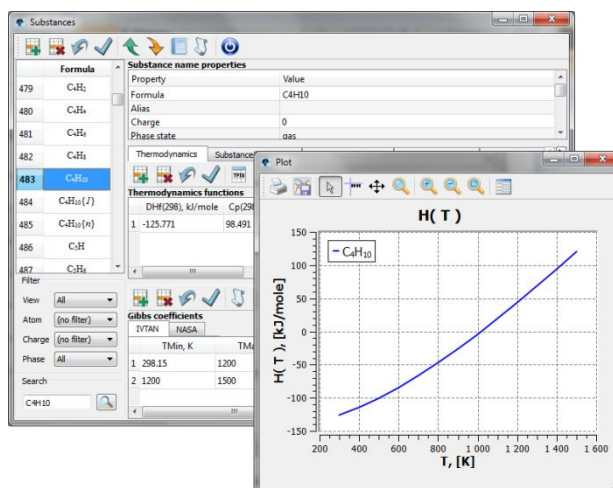 Substances
Formula
479 C₄H₂
480 C₄H₄
481 C₄H₆
482 C₄H₈
483 C₄H₁₀
484 C₄H₁₀{J}
485 C₄H₁₀{n}
486 C₅H
487 C₅H₆
Filter
View All
Atom (no filter)
Charge (no filter)
Phase All
Search
C4H10
Substance name properties
Property Value
Formula C4H10
Alias
Charge 0
Phase state gas
Thermodynamics Substance
Thermodynamics functions
DHf(298), kJ/mole Cp(298
1 -125.771 98.491
Gibbs coefficients
IVTAN NASA
TMin, K TMa
1 298.15 1200
2 1200 1500
Plot
H( T )
C₄H₁₀
H( T ), [kJ/mole]
150
100
50
0
-50
-100
-150
200 400 600 800 1 000 1 200 1 400 1 600
T, [K]